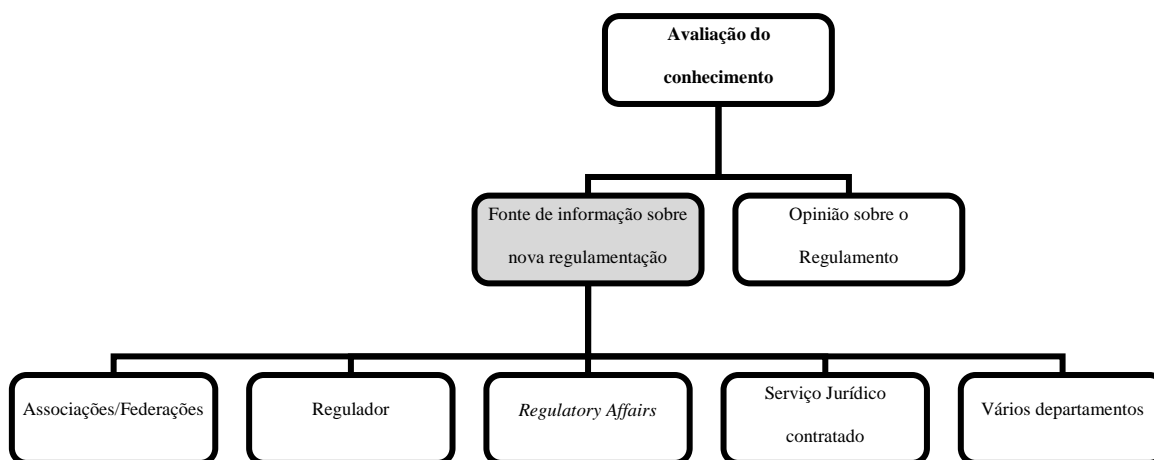 Avaliação do
conhecimento
Fonte de informação sobre
nova regulamentação
Opinião sobre o
Regulamento
Associações/Federações
Regulador
Regulatory Affairs
Serviço Jurídico
contratado
Vários departamentos